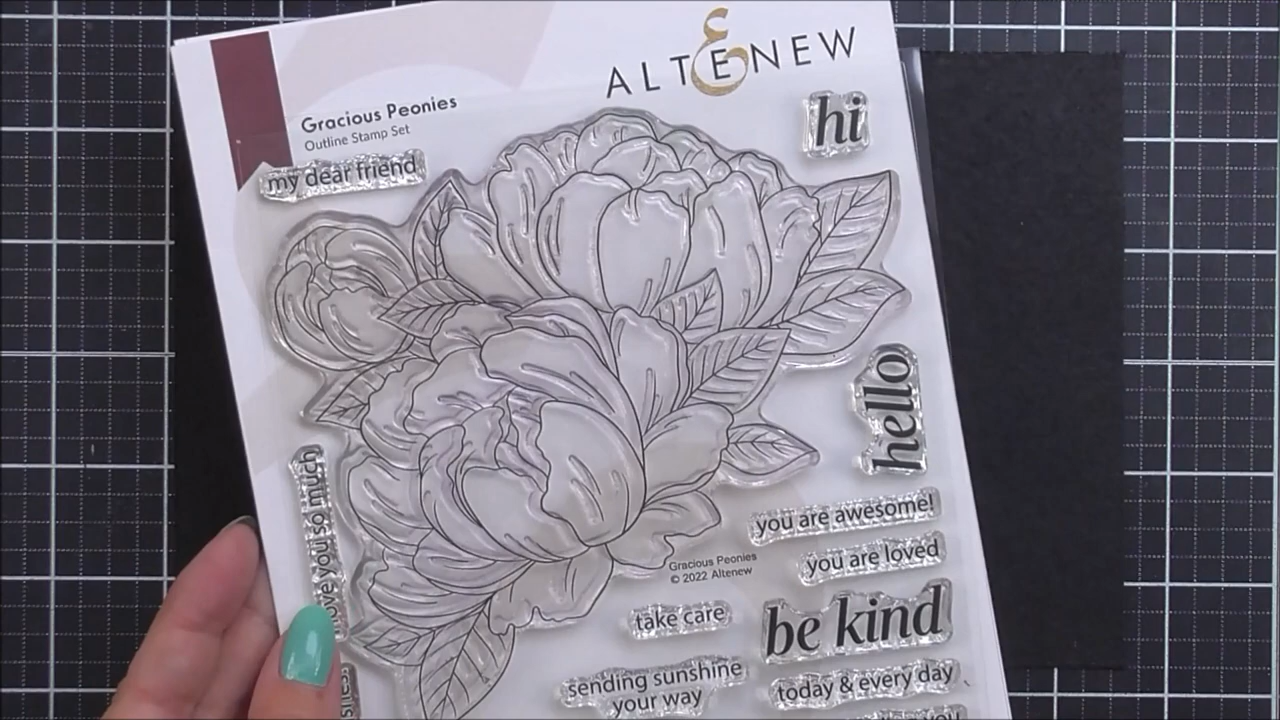 ALTENEW
Gracious Peonies
Outline Stamp Set
hi
my dear friend
hello
love you so much
you are awesome!
you are loved
Gracious Peonies
© 2022 Altenew
take care
be kind
sending sunshine
your way
today & every day
you